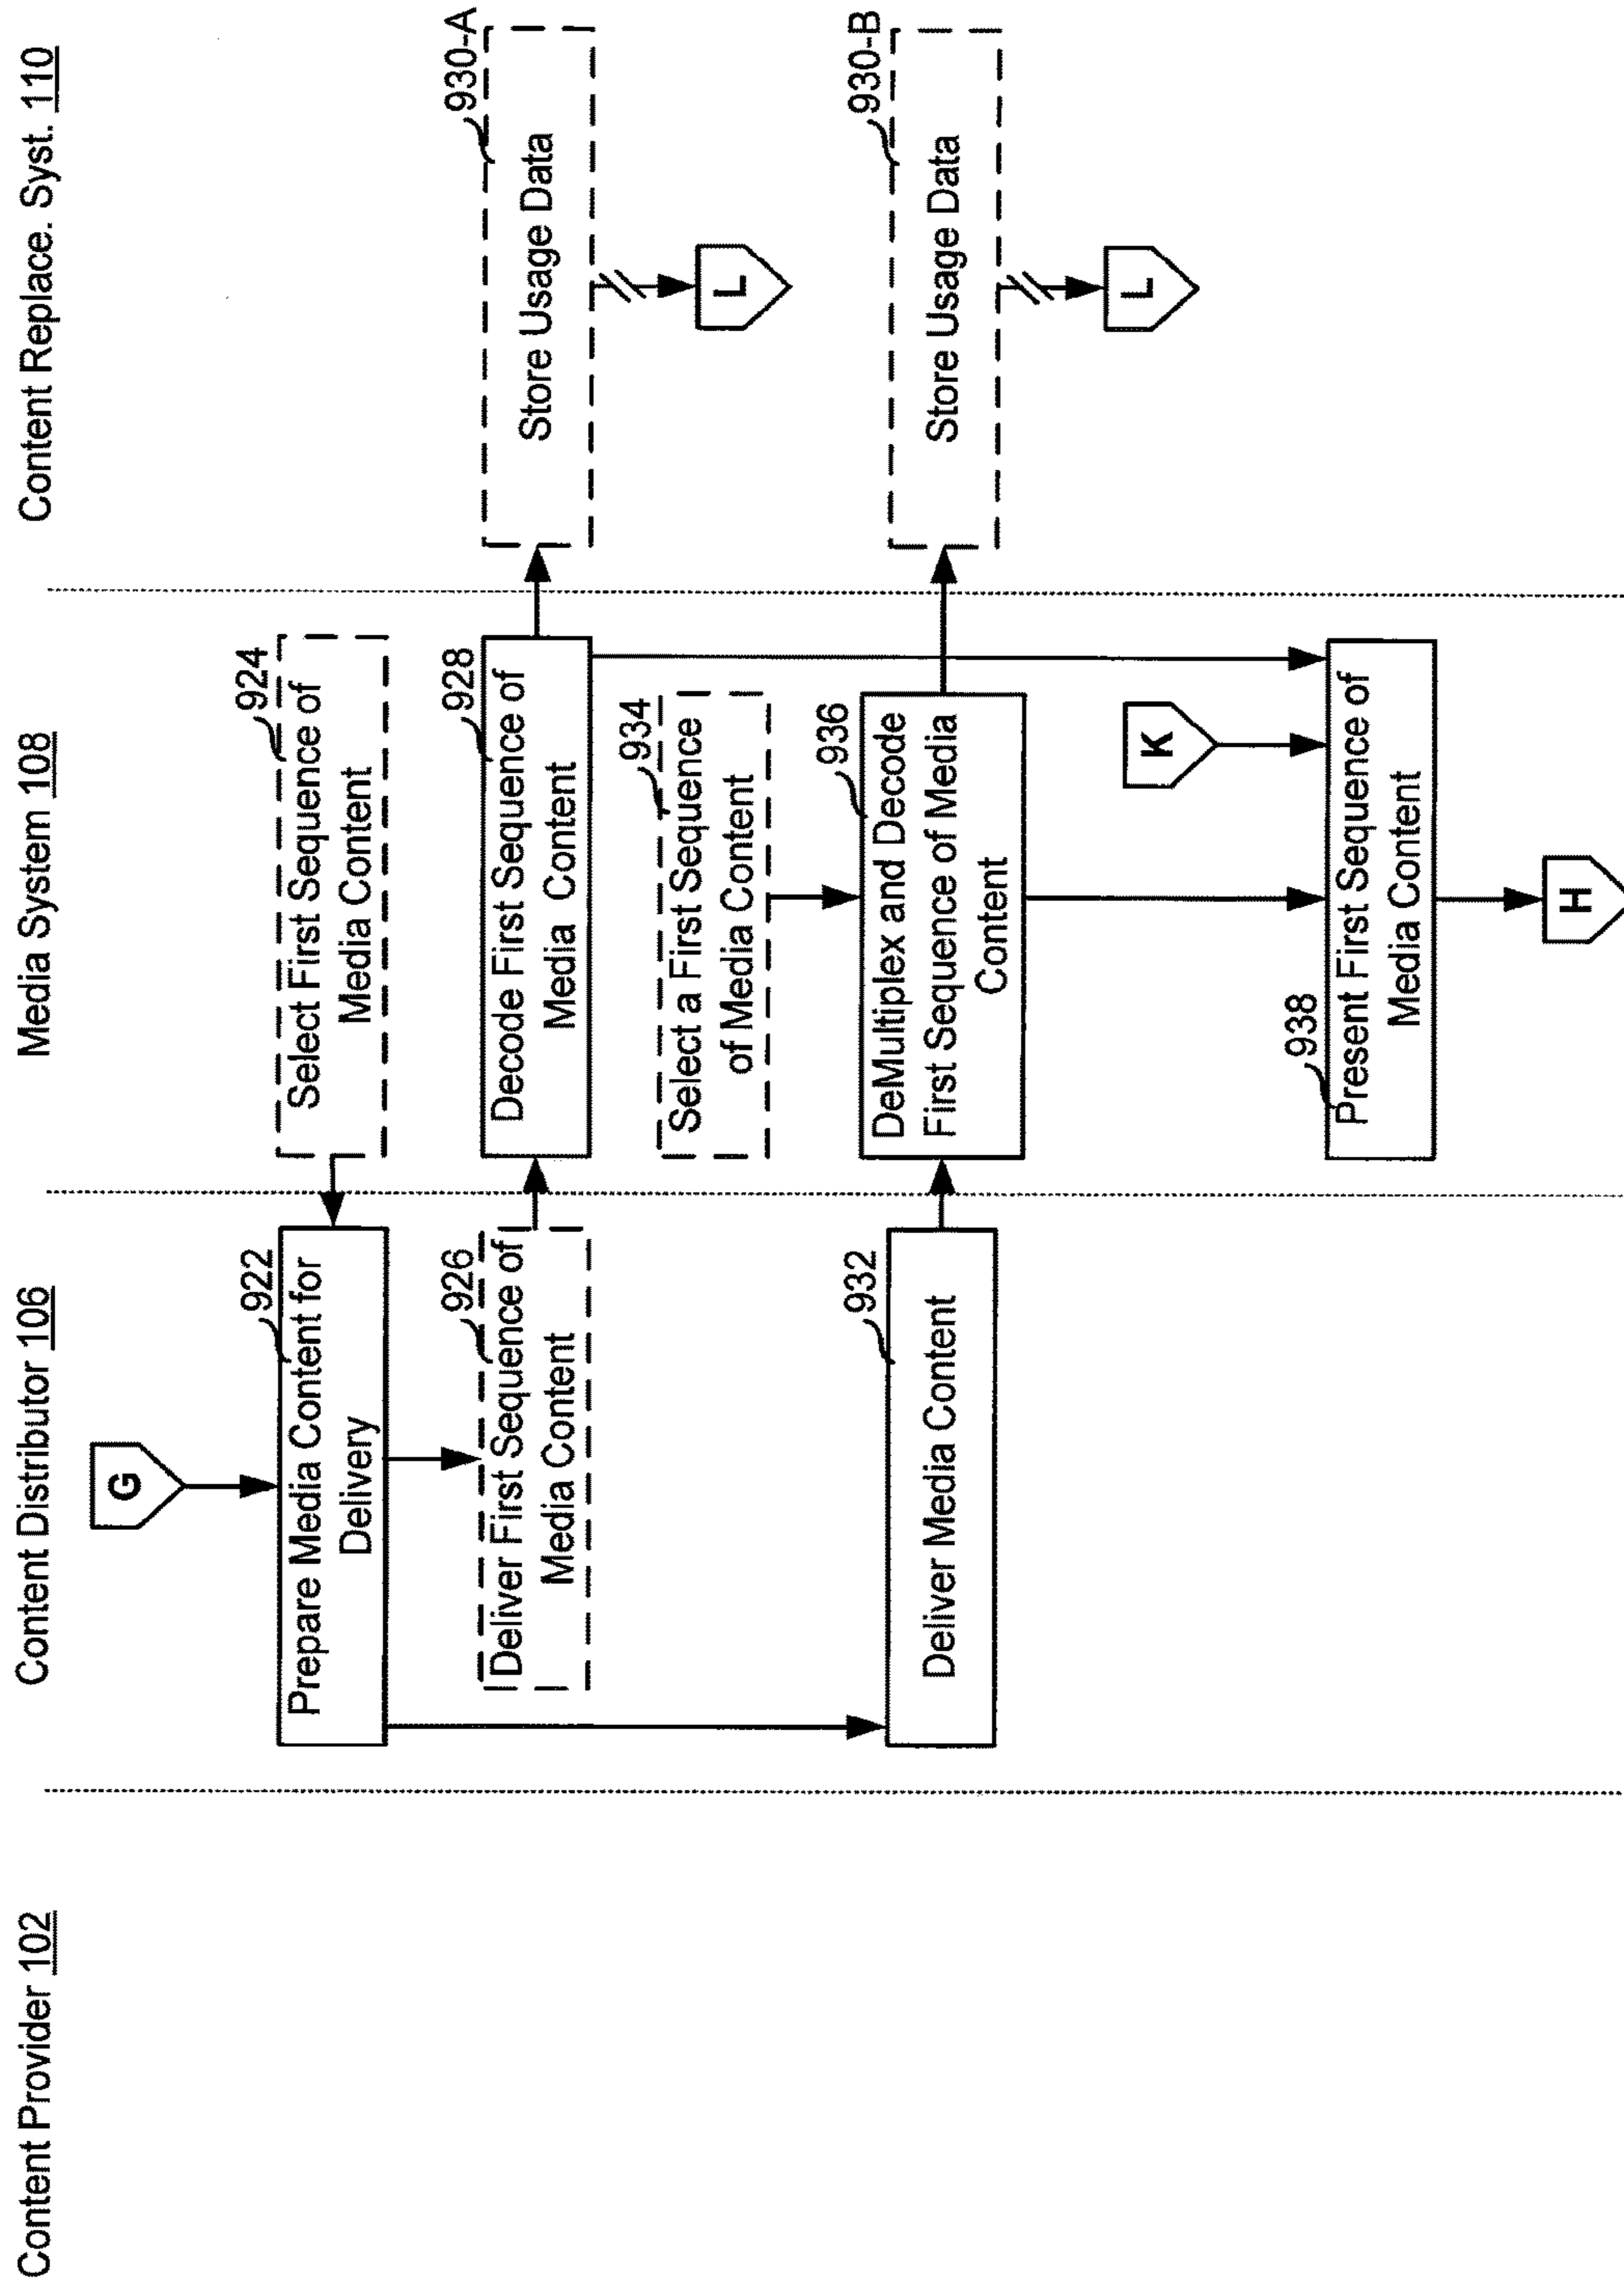 Content Provider 102
Content Distributor 106
Media System 108
Content Replace. Syst. 110
G
922
Prepare Media Content for
Delivery
924
Select First Sequence of
Media Content
926
Deliver First Sequence of
Media Content
928
Decode First Sequence of
Media Content
930-A
Store Usage Data
L
934
Select a First Sequence
of Media Content
932
Deliver Media Content
936
DeMultiplex and Decode
First Sequence of Media
Content
930-B
Store Usage Data
L
K
938
Present First Sequence of
Media Content
H